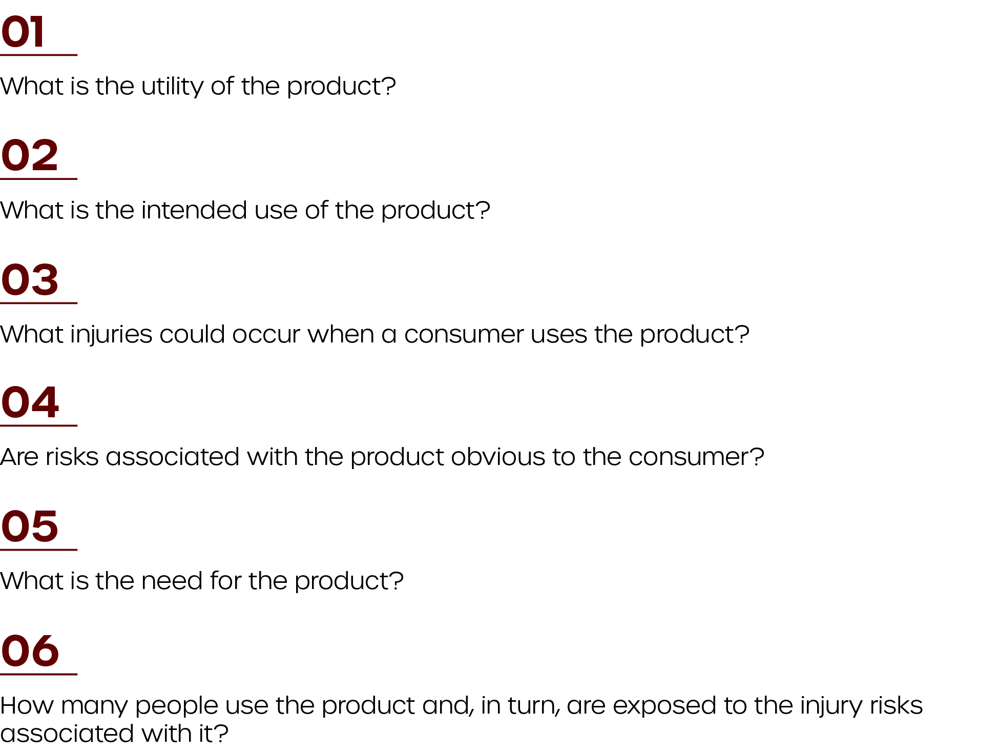 01
What is the utility of the product?
02
What is the intended use of the product?
03
What injuries could occur when a consumer uses the product?
04
Are risks associated with the product obvious to the consumer?
05
What is the need for the product?
06
How many people use the product and, in turn, are exposed to the injury risks
associated with it?